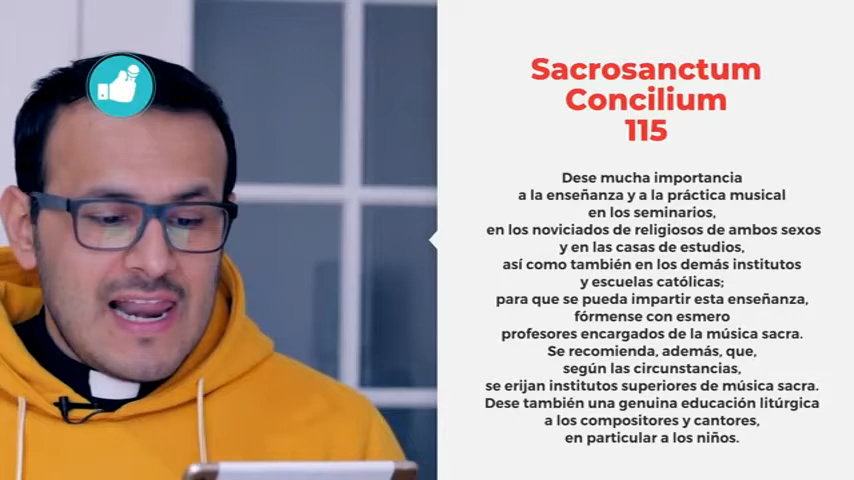 Sacrosanctum
Concilium
115
Dese mucha importancia
a la enseñanza y a la práctica musical
en los seminarios,
en los noviciados de religiosos de ambos sexos
y en las casas de estudios,
así como también en los demás institutos
y escuelas católicas;
para que se pueda impartir esta enseñanza,
fórmense con esmero
profesores encargados de la música sacra.
Se recomienda, además, que,
según las circunstancias,
se erijan institutos superiores de música sacra.
Dese también una genuina educación litúrgica
a los compositores y cantores,
en particular a los niños.